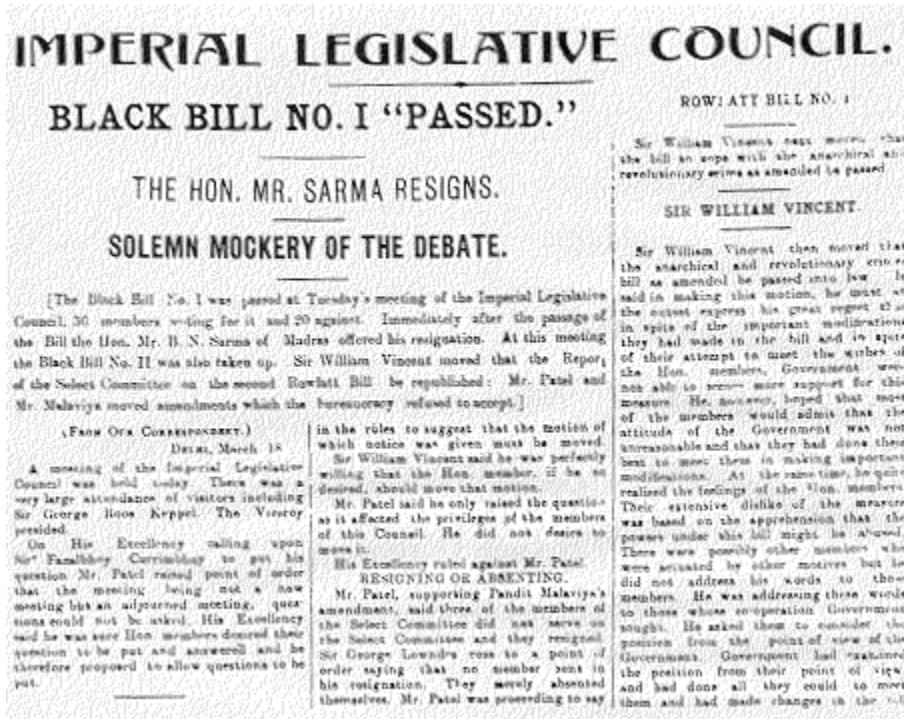 IMPERIAL LEGISLATIVE COUNCIL.
BLACK BILL NO. I "PASSED."
THE HON. MR. SARMA RESIGNS.
SOLEMN MOCKERY OF THE DEBATE.
[The Black Bill No. I was passed at Tuesday's meeting of the Imperial Legislative
Council, 36 members voting for it and 20 against. Immediately after the passage of
the Bill the Hon. Mr. B. N. Sarma of Madras offered his resignation. At this meeting
the Black Bill No. II was also taken up. Sir William Vincent moved that the Report
of the Select Committee on the second Rowlatt Bill be republished: Mr. Patel and
Mr. Malaviya moved amendments which the bureaucracy refused to accept.]
(FROM OUR CORRESPONDENT.)
DELHI, March 18
A meeting of the Imperial Legislative
Council was held today. There was a
very large attendance of visitors including
Sir George Roos Keppel. The Viceroy
presided.
On His Excellency calling upon
Sir Fazulbhoy Currimbhoy to put his
question Mr. Patel raised point of order
that the meeting being not a new
meeting but an adjourned meeting, ques-
tions could not be asked. His Excellency
said he was sure Hon. members desired their
question to be put and answered and he
therefore proposed to allow questions to be
put.
in the rules to suggest that the motion of
which notice was given must be moved.
Sir William Vincent said he was perfectly
willing that the Hon. member, if he so
desired, should move that motion.
Mr. Patel said he only raised the question
as it affected the privileges of the members
of this Council. He did not desire to
move it.
His Excellency ruled against Mr. Patel.
RESIGNING OR ABSENTING.
Mr. Patel, supporting Pandit Malaviya's
amendment, said three of the members of
the Select Committee did not serve on
the Select Committee and they resigned.
Sir George Lowndes rose to a point of
order saying that no member sent in
his resignation. They merely absented
themselves. Mr. Patel was proceeding to say
ROWLATT BILL NO. 1
Sir William Vincent next moved that
the bill to cope with the anarchical and
revolutionary crime as amended be passed
SIR WILLIAM VINCENT.
Sir William Vincent then moved that
the anarchical and revolutionary crime
bill as amended be passed into law. He
said in making this motion, he must at
the outset express his great regret that
in spite of the important modifications
they had made in the bill and in spite
of their attempt to meet the wishes of
the Hon. members, Government were
not able to secure more support for this
measure. He, however, hoped that most
of the members would admit that the
attitude of the Government was not
unreasonable and that they had done their
best to meet them in making important
modifications. At the same time, he quite
realised the feelings of the Hon. members.
Their extensive dislike of the measure
was based on the apprehension that the
powers under this bill might be abused.
There were possibly other members who
were actuated by other motives but he
did not address his words to those
members. He was addressing these words
to those whose co-operation Government
sought. He asked them to consider the
position from the point of view of the
Government. Government had examined
the position from their point of view
and had done all they could to meet
them and had made changes in the